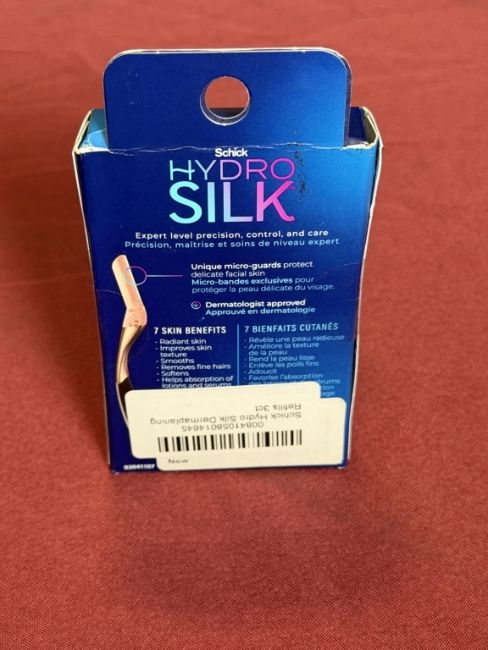 Schick
HYDRO
SILK
Expert level precision, control, and care
Précision, maîtrise et soins de niveau expert
Unique micro-guards protect
delicate facial skin
Micro-bandes exclusives pour
protéger la peau délicate du visage.
Dermatologist approved
Approuvé en dermatologie
7 SKIN BENEFITS
• Radiant skin
• Improves skin
texture
• Smooths
• Removes fine hairs
• Softens
• Helps absorption of
lotions and serums
7 BIENFAITS CUTANÉS
• Révèle une peau radieuse
• Améliore la texture
de la peau
• Rend la peau lisse
• Enlève les poils fins
• Adoucit
• Favorise l'absorption
Schick Hydro Silk Dermaplaning
Refills 3ct
00841058014645
New